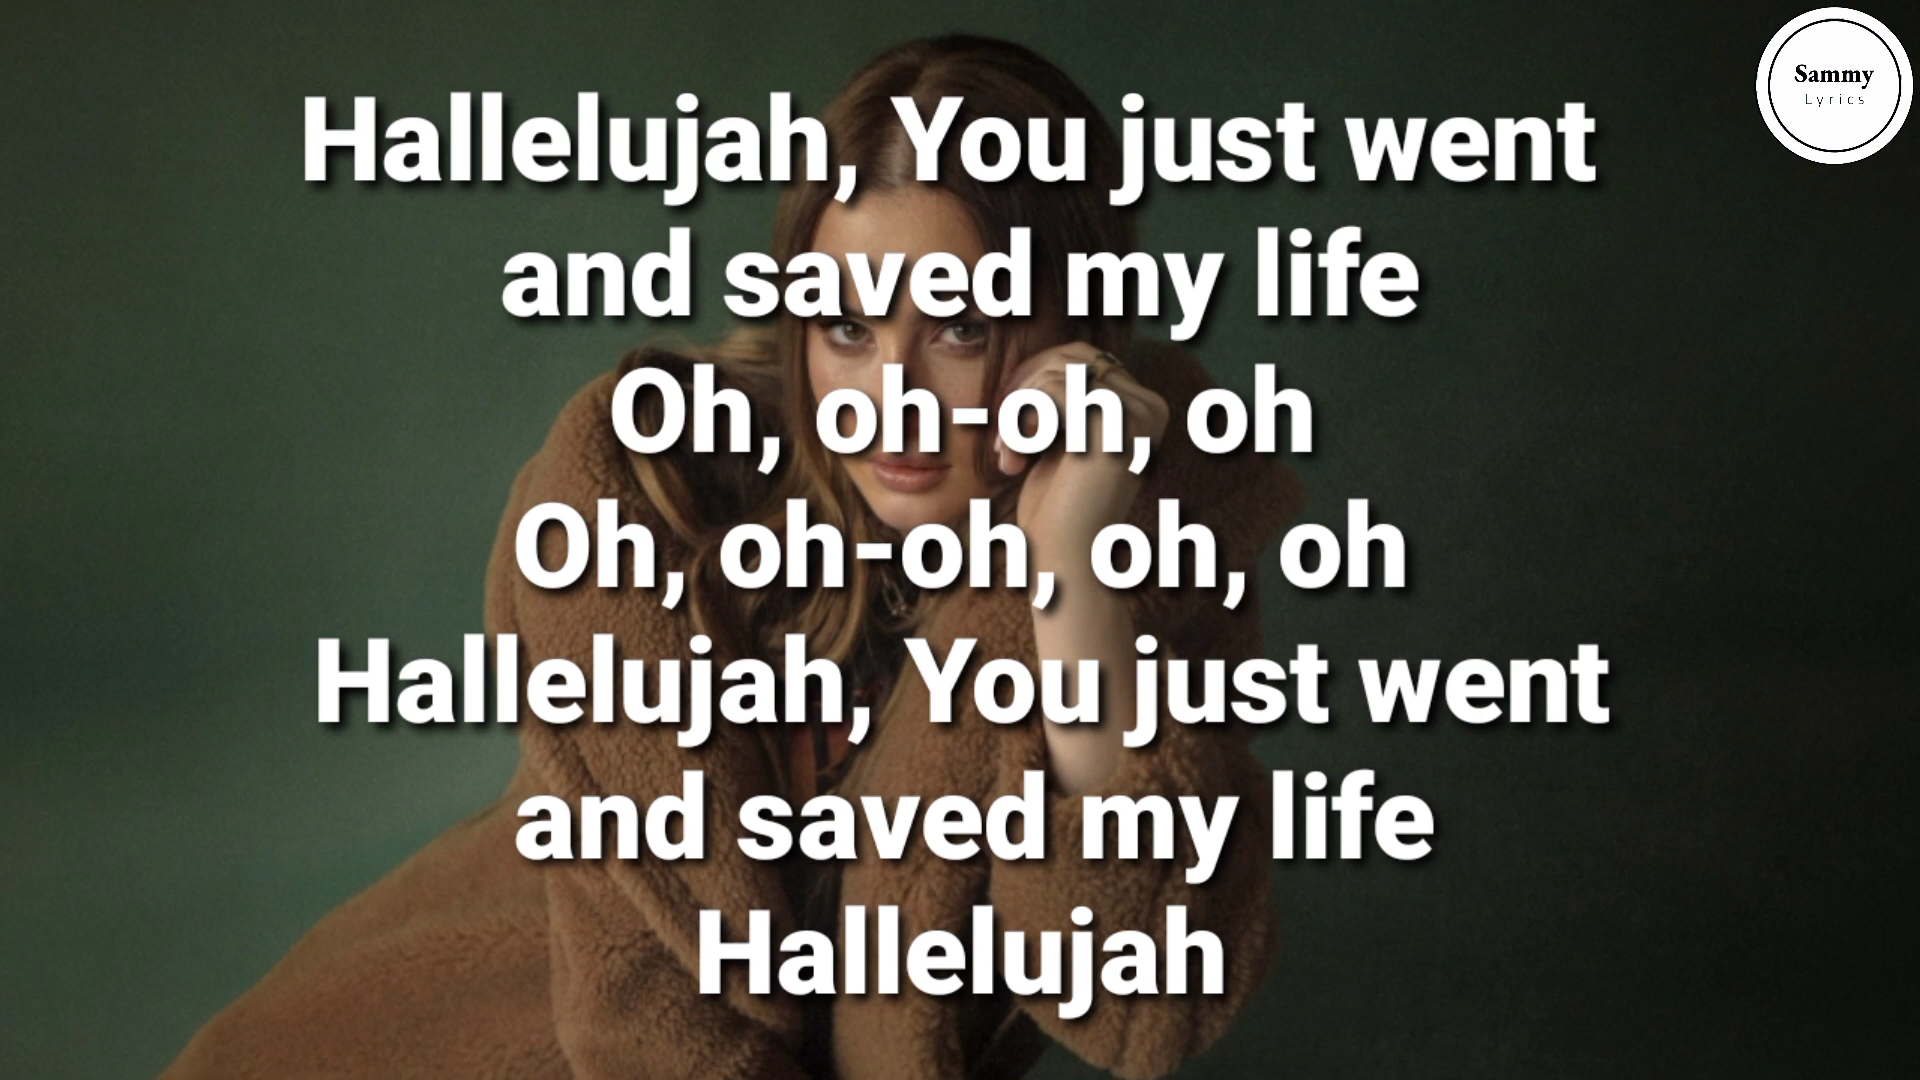 Sammy
Lyrics
Hallelujah, You just went
and saved my life
Oh, oh-oh, oh
Oh, oh-oh, oh, oh
Hallelujah, You just went
and saved my life
Hallelujah